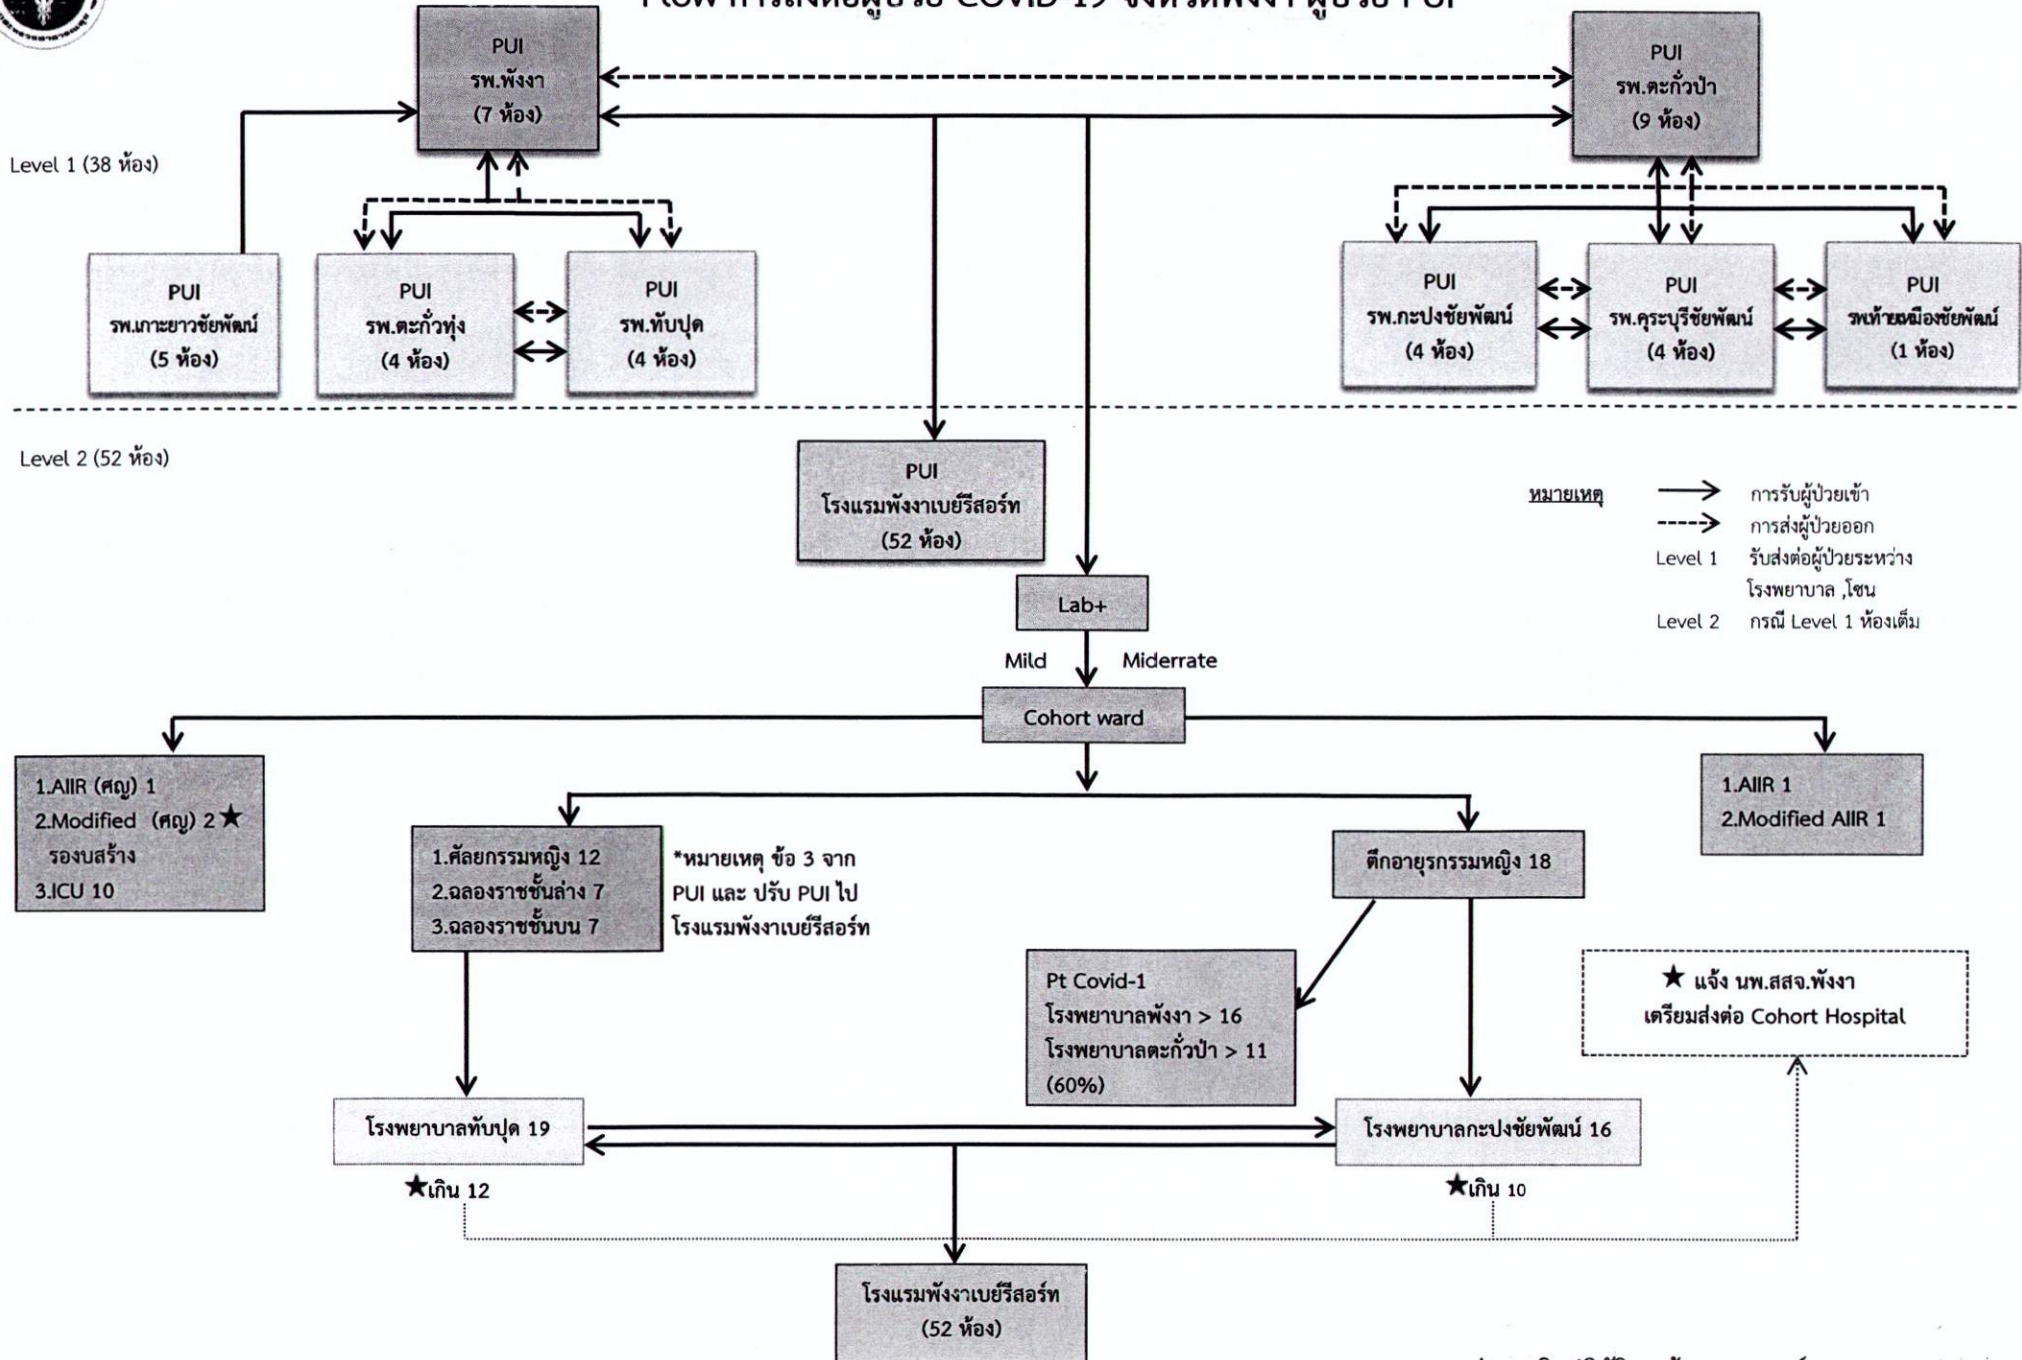 COVID-19
PUI
PUI
รพ.พังงา
(7 ห้อง)
PUI
รพ.ตะกั่วป่า
(9 ห้อง)
Level 1 (38 ห้อง)
PUI
รพ.เกาะยาวชัยพัฒน์
(5 ห้อง)
PUI
รพ.ตะกั่วทุ่ง
(4 ห้อง)
PUI
รพ.ทับปุด
(4 ห้อง)
PUI
รพ.กะปงชัยพัฒน์
(4 ห้อง)
PUI
รพ.คุระบุรีชัยพัฒน์
(4 ห้อง)
PUI
รพ.ท้ายเหมืองชัยพัฒน์
(1 ห้อง)
Level 2 (52 ห้อง)
PUI
โรงแรมพังงาเบย์รีสอร์ท
(52 ห้อง)
หมายเหตุ
การรับผู้ป่วยเข้า
การส่งผู้ป่วยออก
Level 1 รับส่งต่อผู้ป่วยระหว่าง
โรงพยาบาล ,โซน
Level 2 กรณี Level 1 ห้องเต็ม
Lab+
Mild Miderrate
Cohort ward
1.AIIR (ศญ) 1
2.Modified (ศญ) 2 ★
รองบสร้าง
3.ICU 10
1.AIIR 1
2.Modified AIIR 1
1.ศัลยกรรมหญิง 12
2.ฉลองราชชั้นล่าง 7
3.ฉลองราชชั้นบน 7
*หมายเหตุ ข้อ 3 จาก
PUI และ ปรับ PUI ไป
โรงแรมพังงาเบย์รีสอร์ท
ตึกอายุรกรรมหญิง 18
Pt Covid-1
โรงพยาบาลพังงา > 16
โรงพยาบาลตะกั่วป่า > 11
(60%)
★ แจ้ง นพ.สสจ.พังงา
เตรียมส่งต่อ Cohort Hospital
โรงพยาบาลทับปุด 19
★เกิน 12
โรงพยาบาลกะปงชัยพัฒน์ 16
★เกิน 10
โรงแรมพังงาเบย์รีสอร์ท
(52 ห้อง)